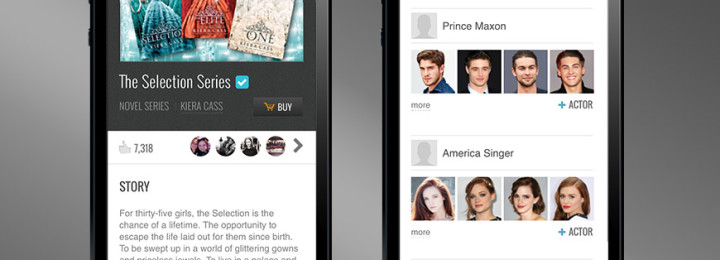 THE SELECTION
THE ELITE
THE ONE
KIERA CASS
KIERA CASS
The Selection Series
NOVEL SERIES KIERA CASS
BUY
7,318
STORY
For thirty-five girls, the Selection is the
chance of a lifetime. The opportunity to
escape the life laid out for them since birth.
To be swept up in a world of glittering gowns
and priceless jewels. To live in a palace and
Prince Maxon
more
+ ACTOR
America Singer
more
+ ACTOR